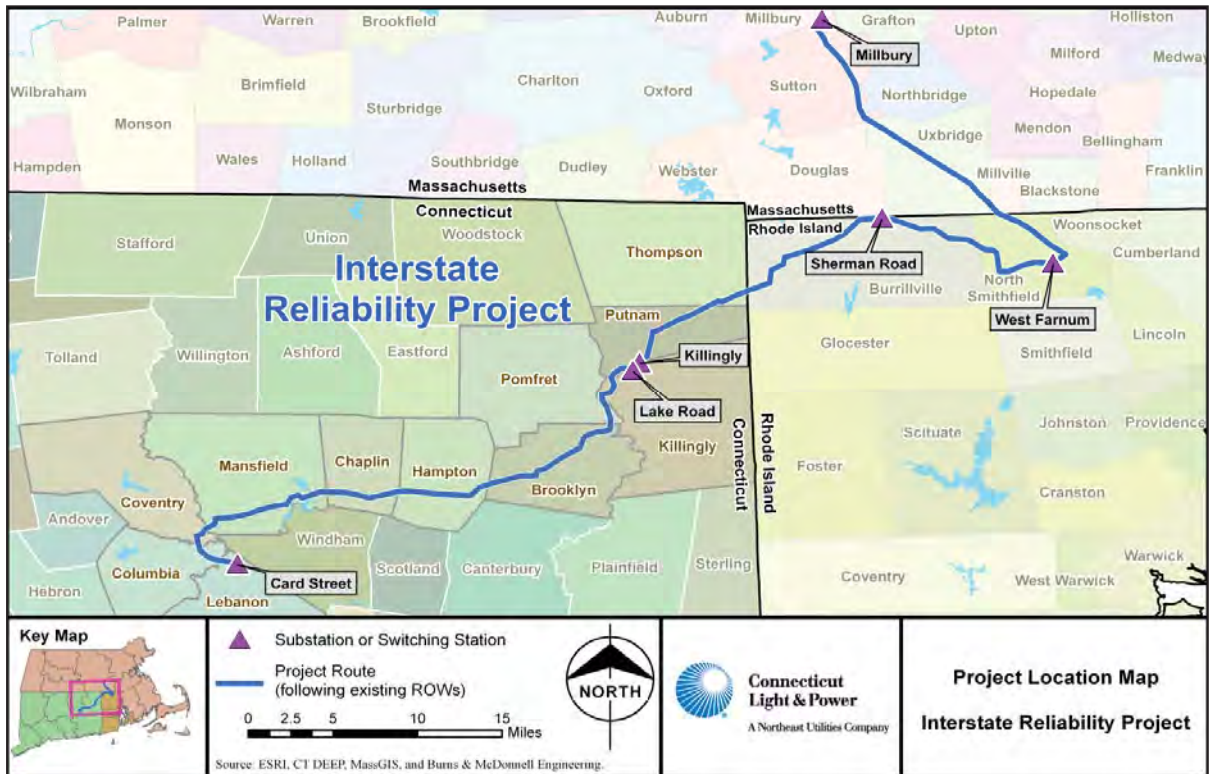 Palmer
Warren
Brookfield
Auburn
Millbury
Grafton
Upton
Holliston
Millbury
Milford
Medway
Wilbraham
Brimfield
Charlton
Oxford
Sutton
Northbridge
Hopedale
Monson
Sturbridge
Mendon
Uxbridge
Bellingham
Hampden
Wales
Holland
Southbridge
Dudley
Webster
Douglas
Millville
Franklin
Blackstone
Massachusetts
Connecticut
Massachusetts
Rhode Island
Woonsocket
Stafford
Union
Woodstock
Thompson
Cumberland
Interstate
Reliability Project
Sherman Road
Burrillville
North
Smithfield
West Farnum
Putnam
Lincoln
Tolland
Willington
Ashford
Eastford
Pomfret
Killingly
Glocester
Smithfield
Lake Road
Connecticut
Rhode Island
Killingly
Scituate
Johnston
Providence
Mansfield
Chaplin
Hampton
Brooklyn
Foster
Cranston
Coventry
Andover
Windham
Columbia
Card Street
Scotland
Canterbury
Plainfield
Sterling
Coventry
West Warwick
Warwick
Hebron
Lebanon
Key Map
Substation or Switching Station
Project Route
(following existing ROWs)
0 2.5 5 10 15
Miles
Source: ESRI, CT DEEP, MassGIS, and Burns & McDonnell Engineering.
NORTH
Connecticut
Light & Power
A Northeast Utilities Company
Project Location Map
Interstate Reliability Project